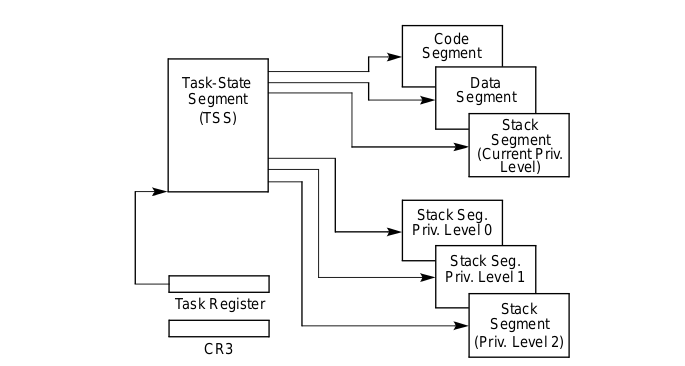 Code
Segment
Task-State
Segment
(TSS)
Data
Segment
Stack
Segment
(Current Priv.
Level)
Stack Seg.
Priv. Level 0
Stack Seg.
Priv. Level 1
Stack
Segment
(Priv. Level 2)
Task Register
CR3